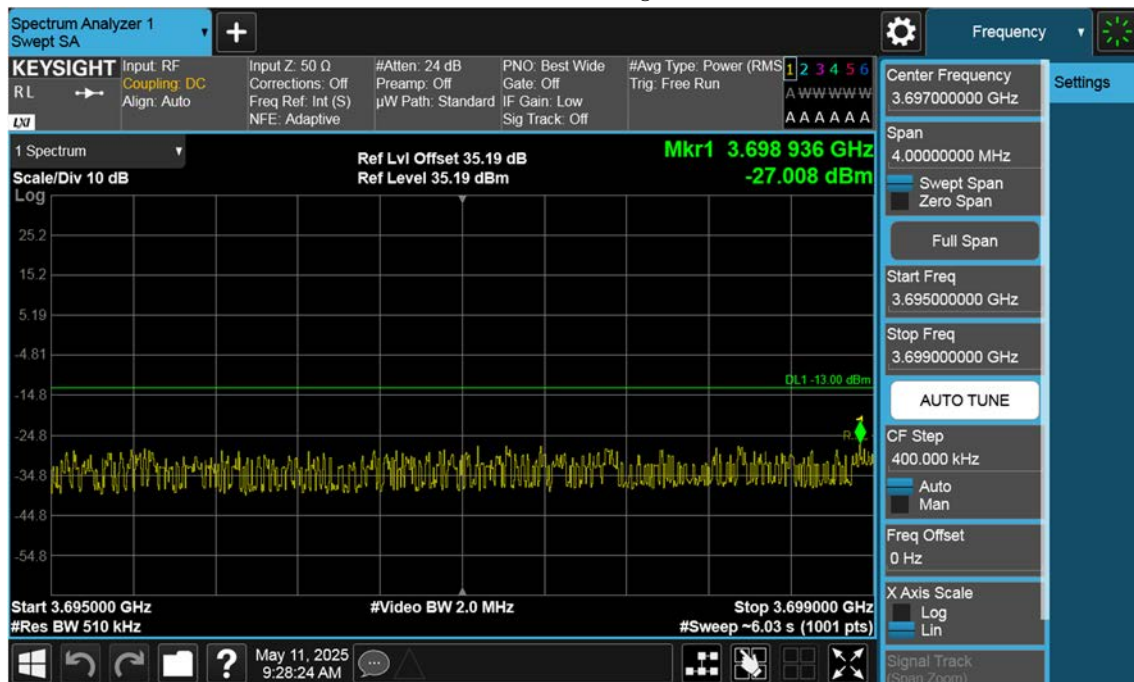 Spectrum Analyzer 1
Swept SA
Frequency
KEYSIGHT
RL
LXI
Input: RF
Coupling: DC
Align: Auto
Input Z: 50 Ω
Corrections: Off
Freq Ref: Int (S)
NFE: Adaptive
#Atten: 24 dB
Preamp: Off
µW Path: Standard
PNO: Best Wide
Gate: Off
IF Gain: Low
Sig Track: Off
#Avg Type: Power (RMS
Trig: Free Run
1 2 3 4 5 6
A W W W W W
A A A A A A
1 Spectrum
Scale/Div 10 dB
Log
Ref Lvl Offset 35.19 dB
Ref Level 35.19 dBm
Mkr1 3.698 936 GHz
-27.008 dBm
25.2
15.2
5.19
-4.81
-14.8
-24.8
-34.8
-44.8
-54.8
DL1 -13.00 dBm
1
Start 3.695000 GHz
#Res BW 510 kHz
#Video BW 2.0 MHz
Stop 3.699000 GHz
#Sweep ~6.03 s (1001 pts)
Center Frequency
3.697000000 GHz
Span
4.00000000 MHz
Swept Span
Zero Span
Full Span
Start Freq
3.695000000 GHz
Stop Freq
3.699000000 GHz
AUTO TUNE
CF Step
400.000 kHz
Auto
Man
Freq Offset
0 Hz
X Axis Scale
Log
Lin
Signal Track
(Span Zoom)
Settings
?
May 11, 2025
9:28:24 AM